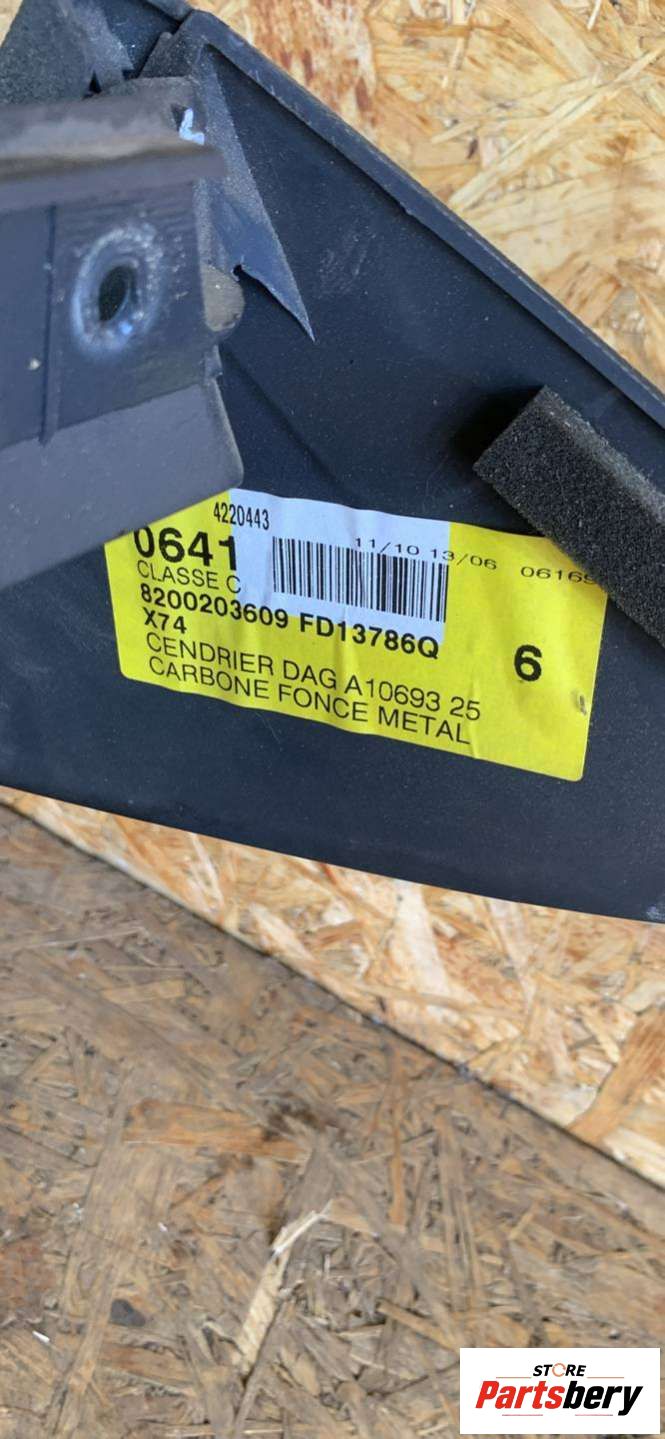 4220443
0641
11/10 13/06 06169
CLASSE C
8200203609 FD13786Q
X74
6
CENDRIER DAG A10693 25
CARBONE FONCE METAL
STORE
Partsbery